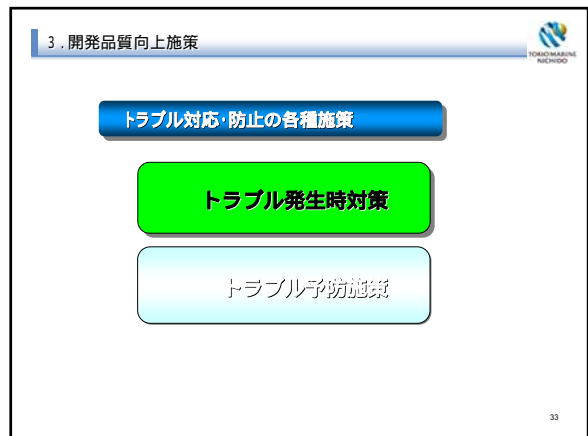 3.開発品質向上施策
TOKIO MARINE
NICHIDO
トラブル対応・防止の各種施策
トラブル発生時対策
トラブル予防施策
33